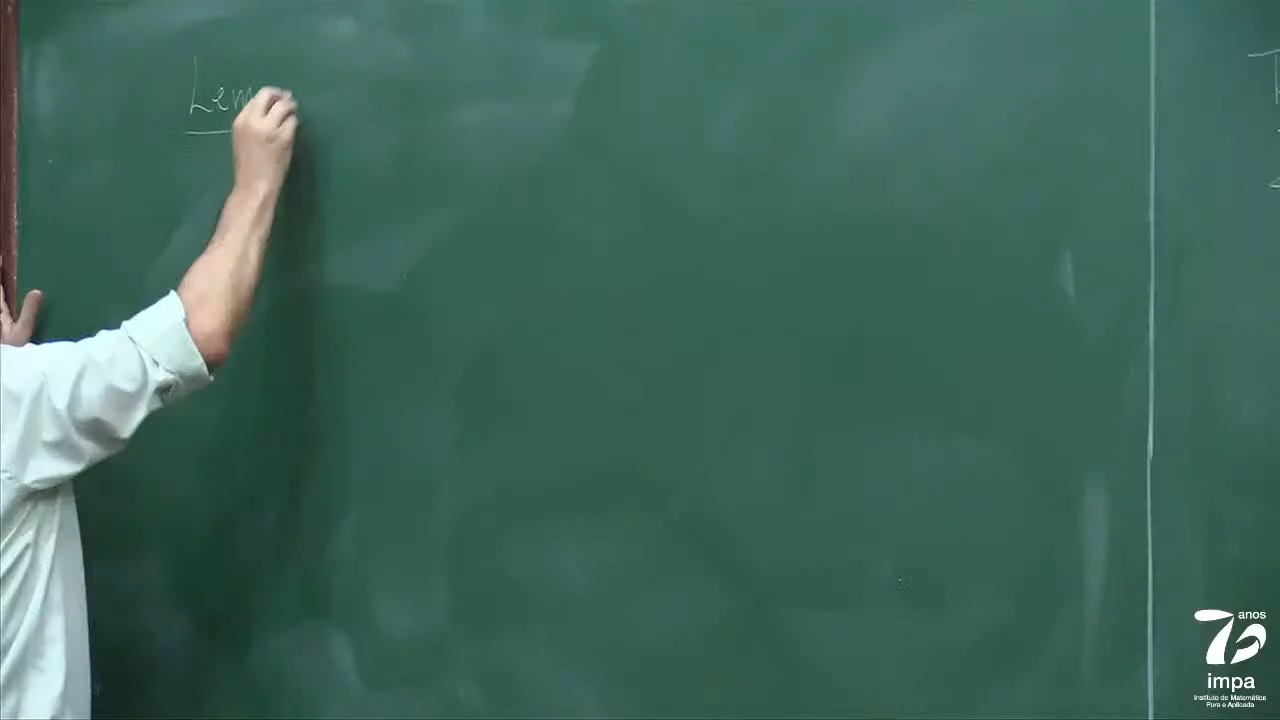 Lem
anos
impa
Instituto de Matemática
Pura e Aplicada